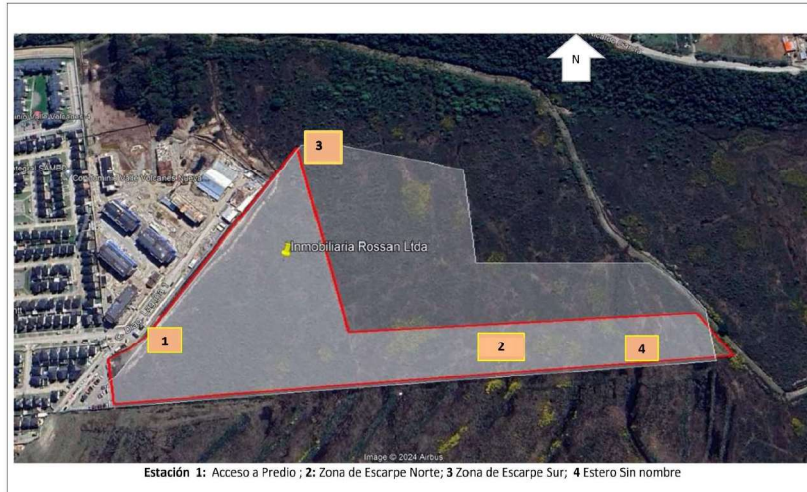 N
3
Inmobiliaria Rossan Ltda
1
2
4
Image © 2024 Airbus
Estación 1: Acceso a Predio ; 2: Zona de Escarpe Norte; 3 Zona de Escarpe Sur; 4 Estero Sin nombre